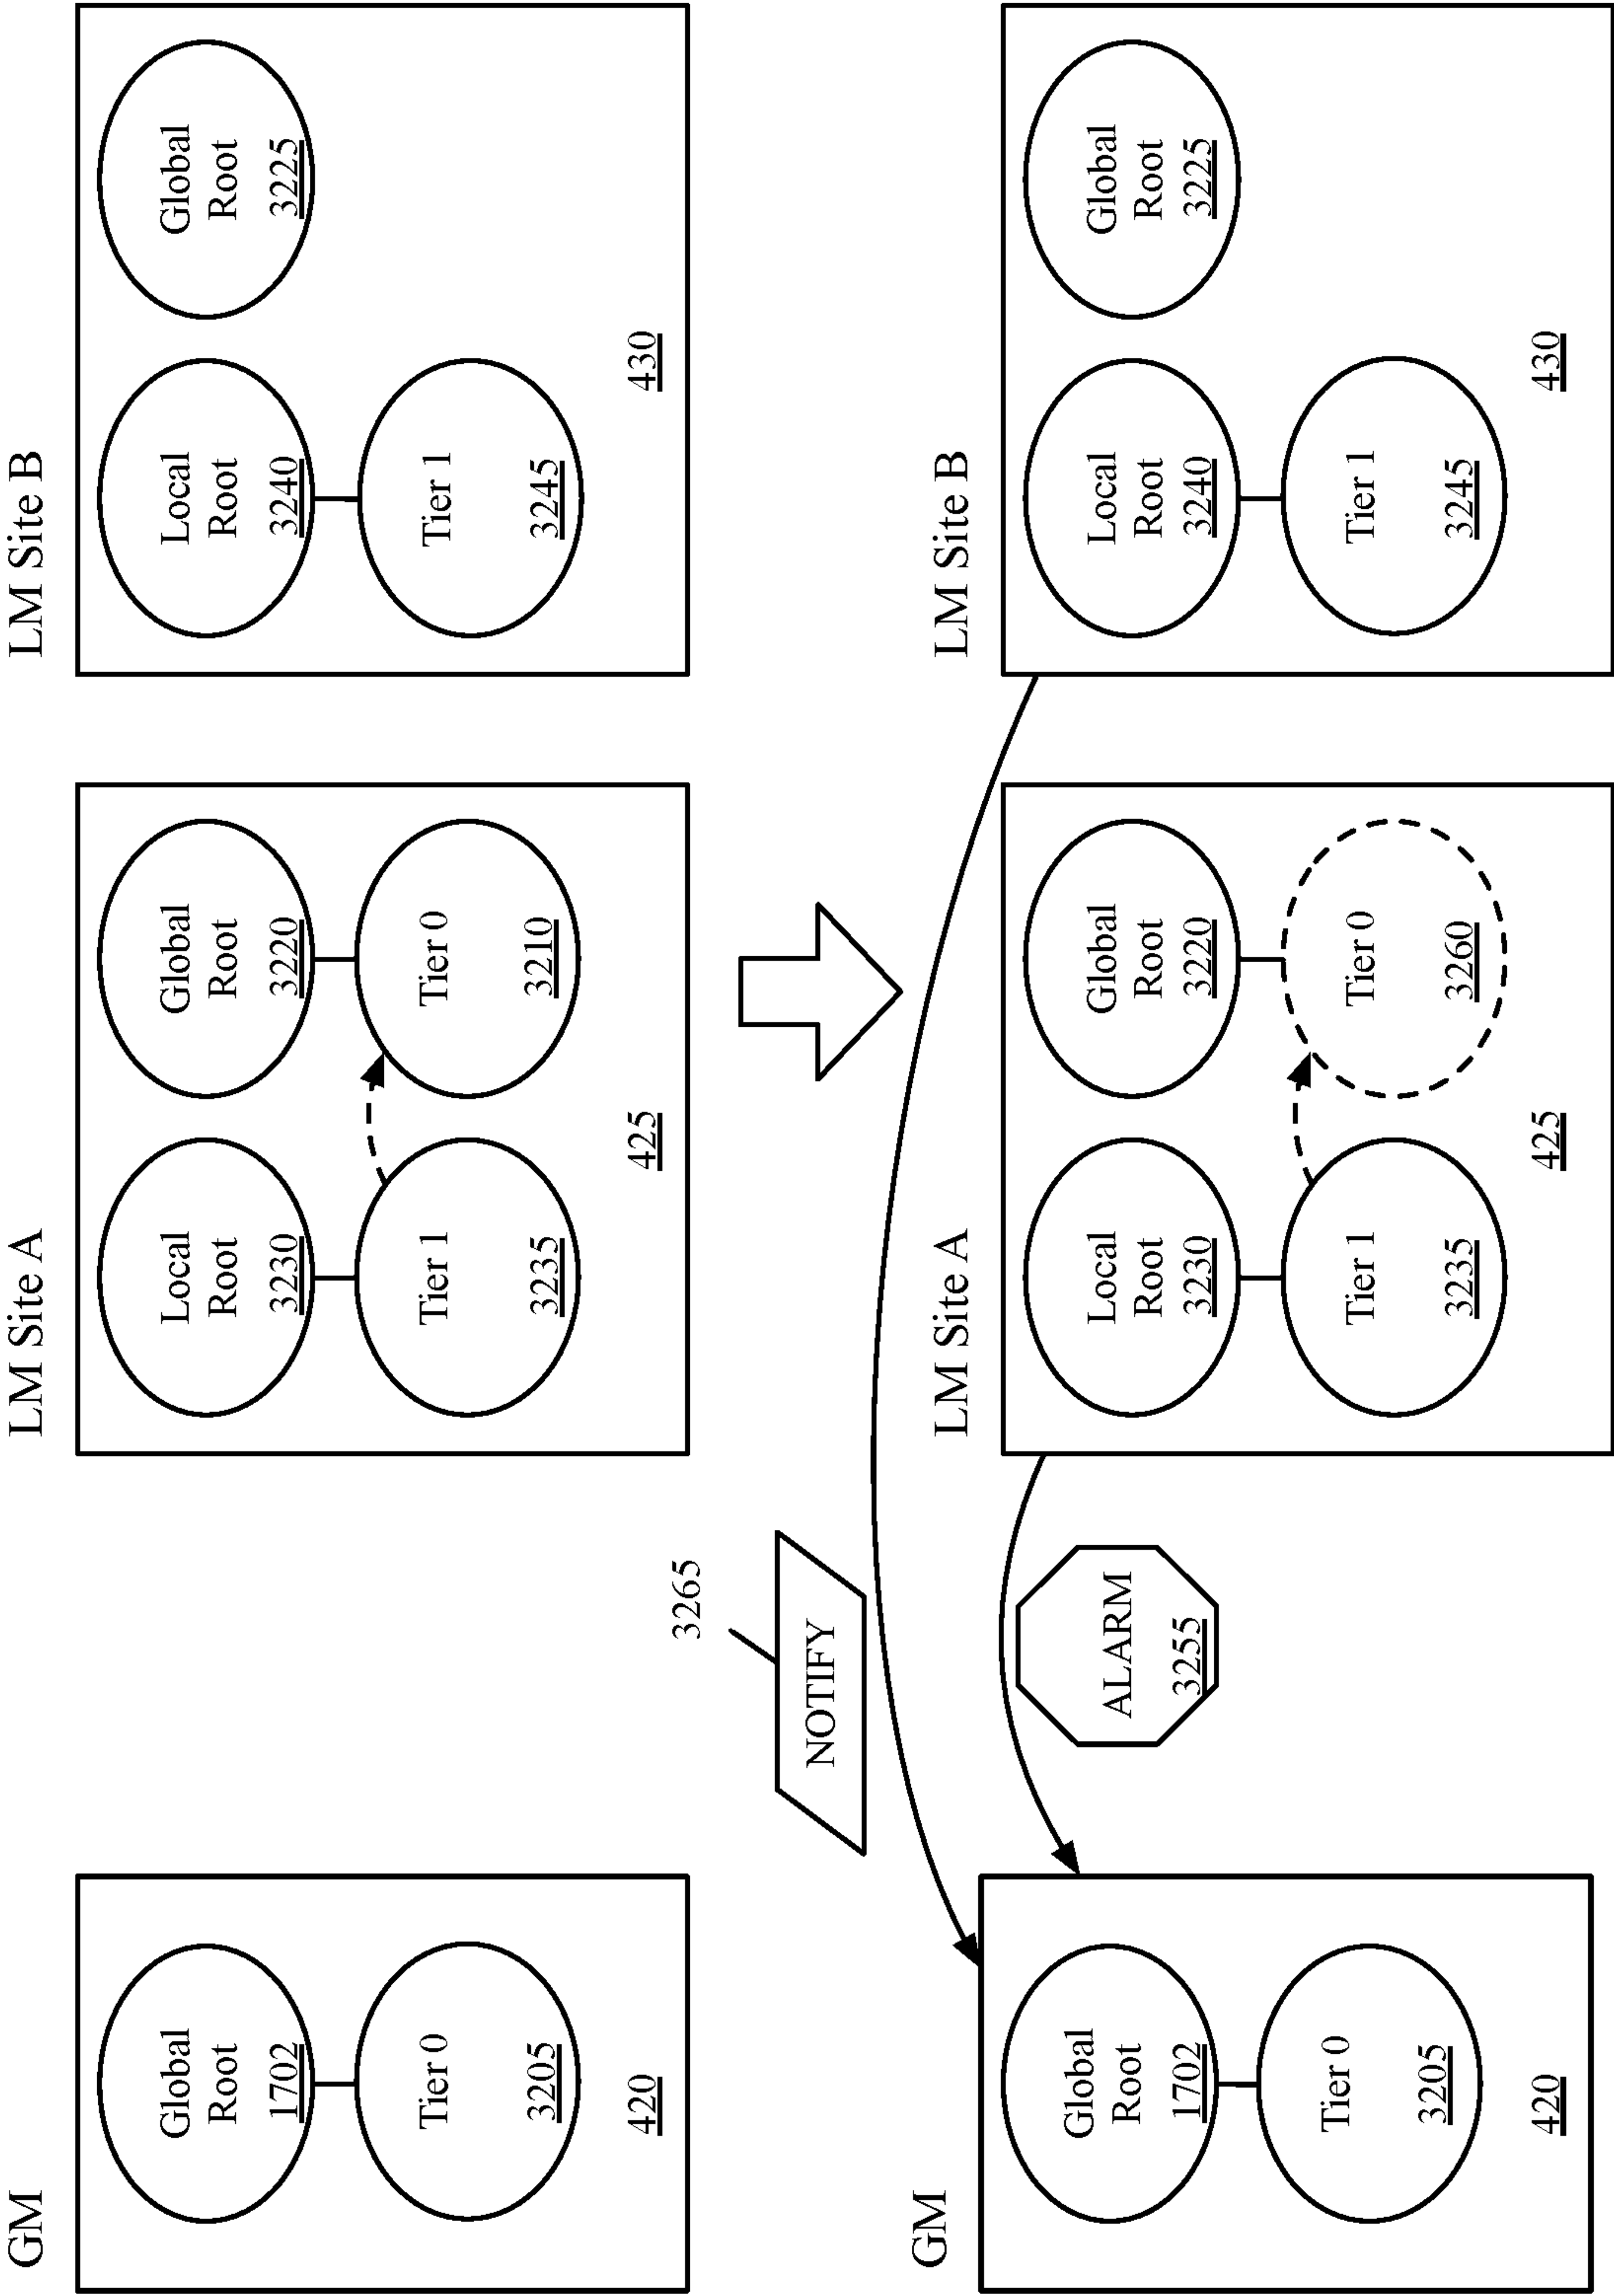 GM
Global
Root
1702
Tier 0
3205
420
LM Site A
Local
Root
3230
Tier 1
3235
Global
Root
3220
Tier 0
3210
425
LM Site B
Local
Root
3240
Tier 1
3245
Global
Root
3225
430
3265
NOTIFY
ALARM
3255
GM
Global
Root
1702
Tier 0
3205
420
LM Site A
Local
Root
3230
Tier 1
3235
Global
Root
3220
Tier 0
3260
425
LM Site B
Local
Root
3240
Tier 1
3245
Global
Root
3225
430